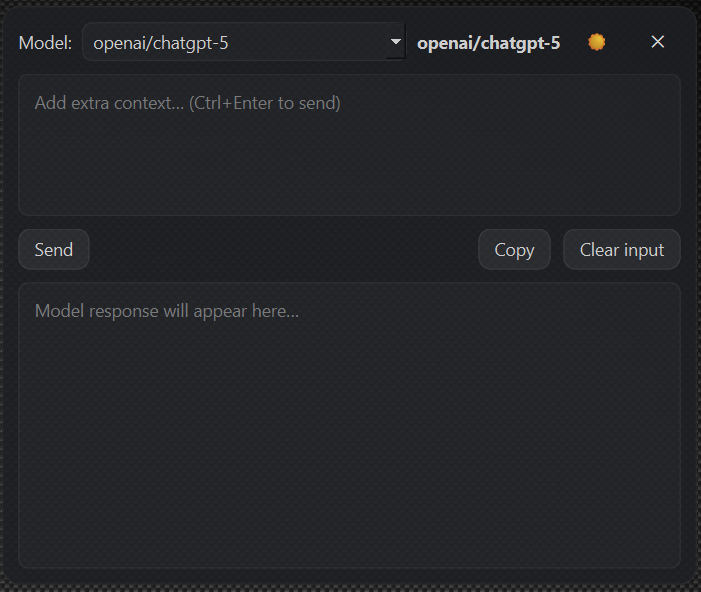 Model: openai/chatgpt-5 openai/chatgpt-5
Add extra context... (Ctrl+Enter to send)
Send Copy Clear input
Model response will appear here...